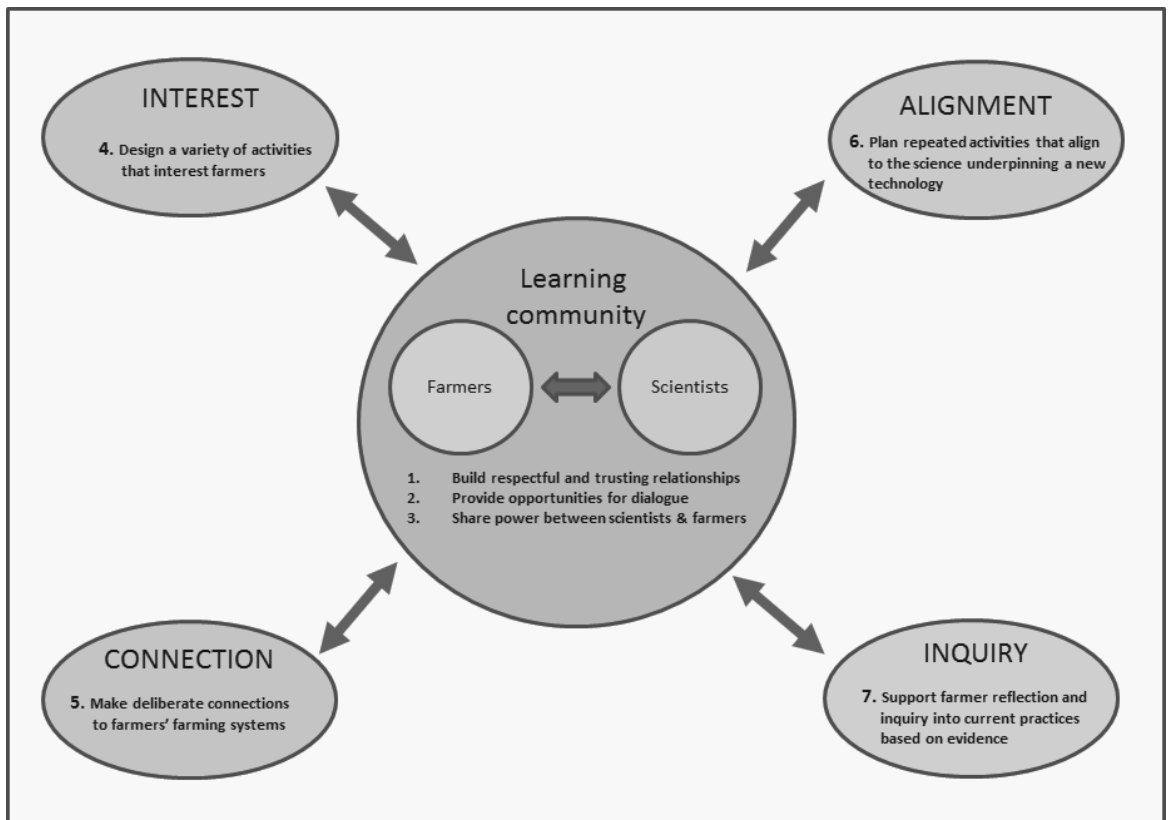 INTEREST
4. Design a variety of activities
that interest farmers
ALIGNMENT
6. Plan repeated activities that align
to the science underpinning a new
technology
Learning
community
Farmers
Scientists
1. Build respectful and trusting relationships
2. Provide opportunities for dialogue
3. Share power between scientists & farmers
CONNECTION
5. Make deliberate connections
to farmers’ farming systems
INQUIRY
7. Support farmer reflection and
inquiry into current practices
based on evidence